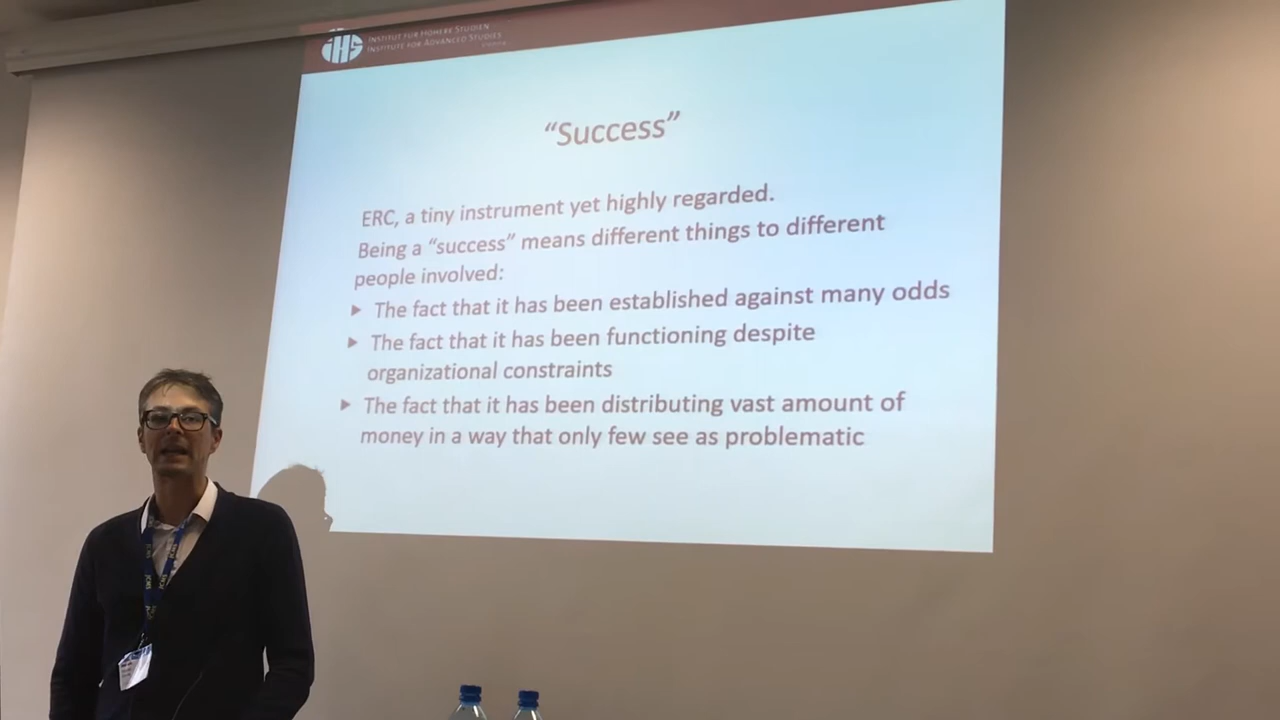 IHS
INSTITUT FÜR HÖHERE STUDIEN
INSTITUTE FOR ADVANCED STUDIES
“Success”
ERC, a tiny instrument yet highly regarded.
Being a “success” means different things to different
people involved:
The fact that it has been established against many odds
The fact that it has been functioning despite
organizational constraints
The fact that it has been distributing vast amount of
money in a way that only few see as problematic